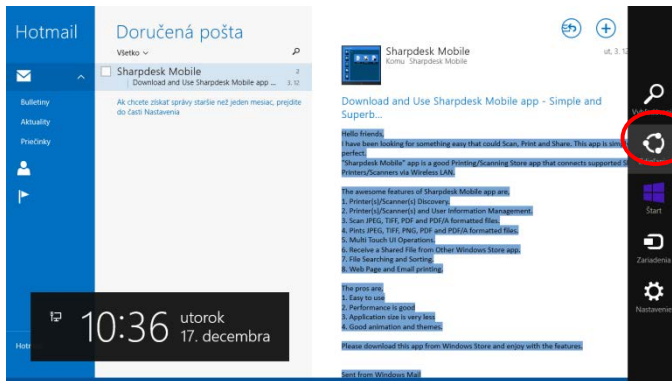 Hotmail
Bulletiny
Aktuality
Priečinky
Doručená pošta
Všetko
Sharpdesk Mobile 2
Download and Use Sharpdesk Mobile app ... 3. 12
Ak chcete získať správy staršie než jeden mesiac, prejdite
do časti Nastavenia
Sharpdesk Mobile
Komu Sharpdesk Mobile
ut, 3. 12
Download and Use Sharpdesk Mobile app - Simple and
Superb...
Hello friends,
I have been looking for something easy that could Scan, Print and Share. This app is
perfect.
"Sharpdesk Mobile" app is a good Printing/Scanning Store app that connects supported
Printers/Scanners via Wireless LAN.
The awesome features of Sharpdesk Mobile app are,
1. Printer(s)/Scanner(s) Discovery.
2. Printer(s)/Scanner(s) and User Information Management.
3. Scan JPEG, TIFF, PDF and PDF/A formatted files.
4. Pints JPEG, TIFF, PNG, PDF and PDF/A formatted files.
5. Multi Touch UI Operations.
6. Receive a Shared File from Other Windows Store app.
7. File Searching and Sorting.
8. Web Page and Email printing.
The pros are,
1. Easy to use
2. Performance is good
3. Application size is very less
4. Good animation and themes.
Please download this app from Windows Store and enjoy with the features.
Sent from Windows Mail
Štart
Zariadenia
Nastavenie
10:36
utorok
17. decembra